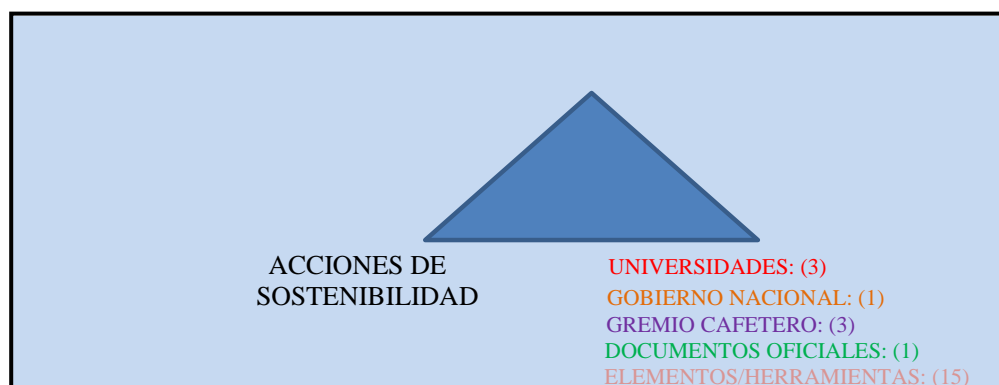 ACCIONES DE
SOSTENIBILIDAD
UNIVERSIDADES: (3)
GOBIERNO NACIONAL: (1)
GREMIO CAFETERO: (3)
DOCUMENTOS OFICIALES: (1)
ELEMENTOS/HERRAMIENTAS: (15)